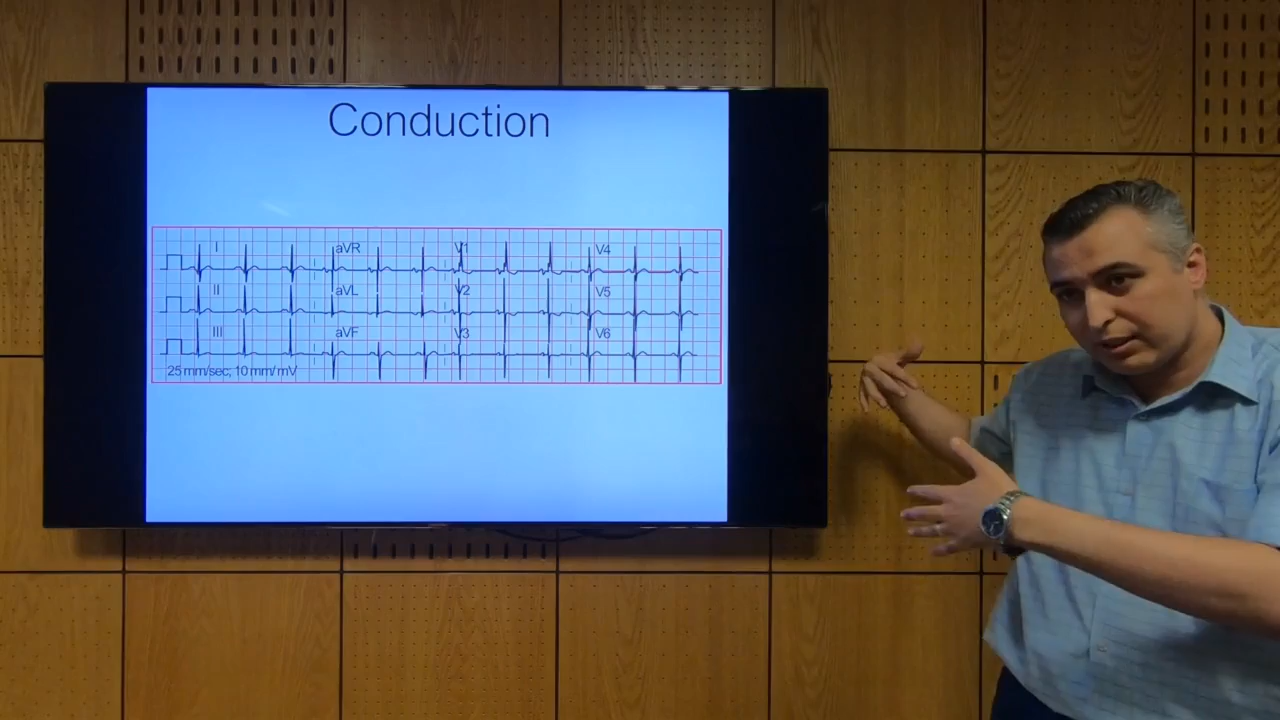 Conduction
I aVR V1 V4
II aVL V2 V5
III aVF V3 V6
25 mm/sec; 10 mm/mV